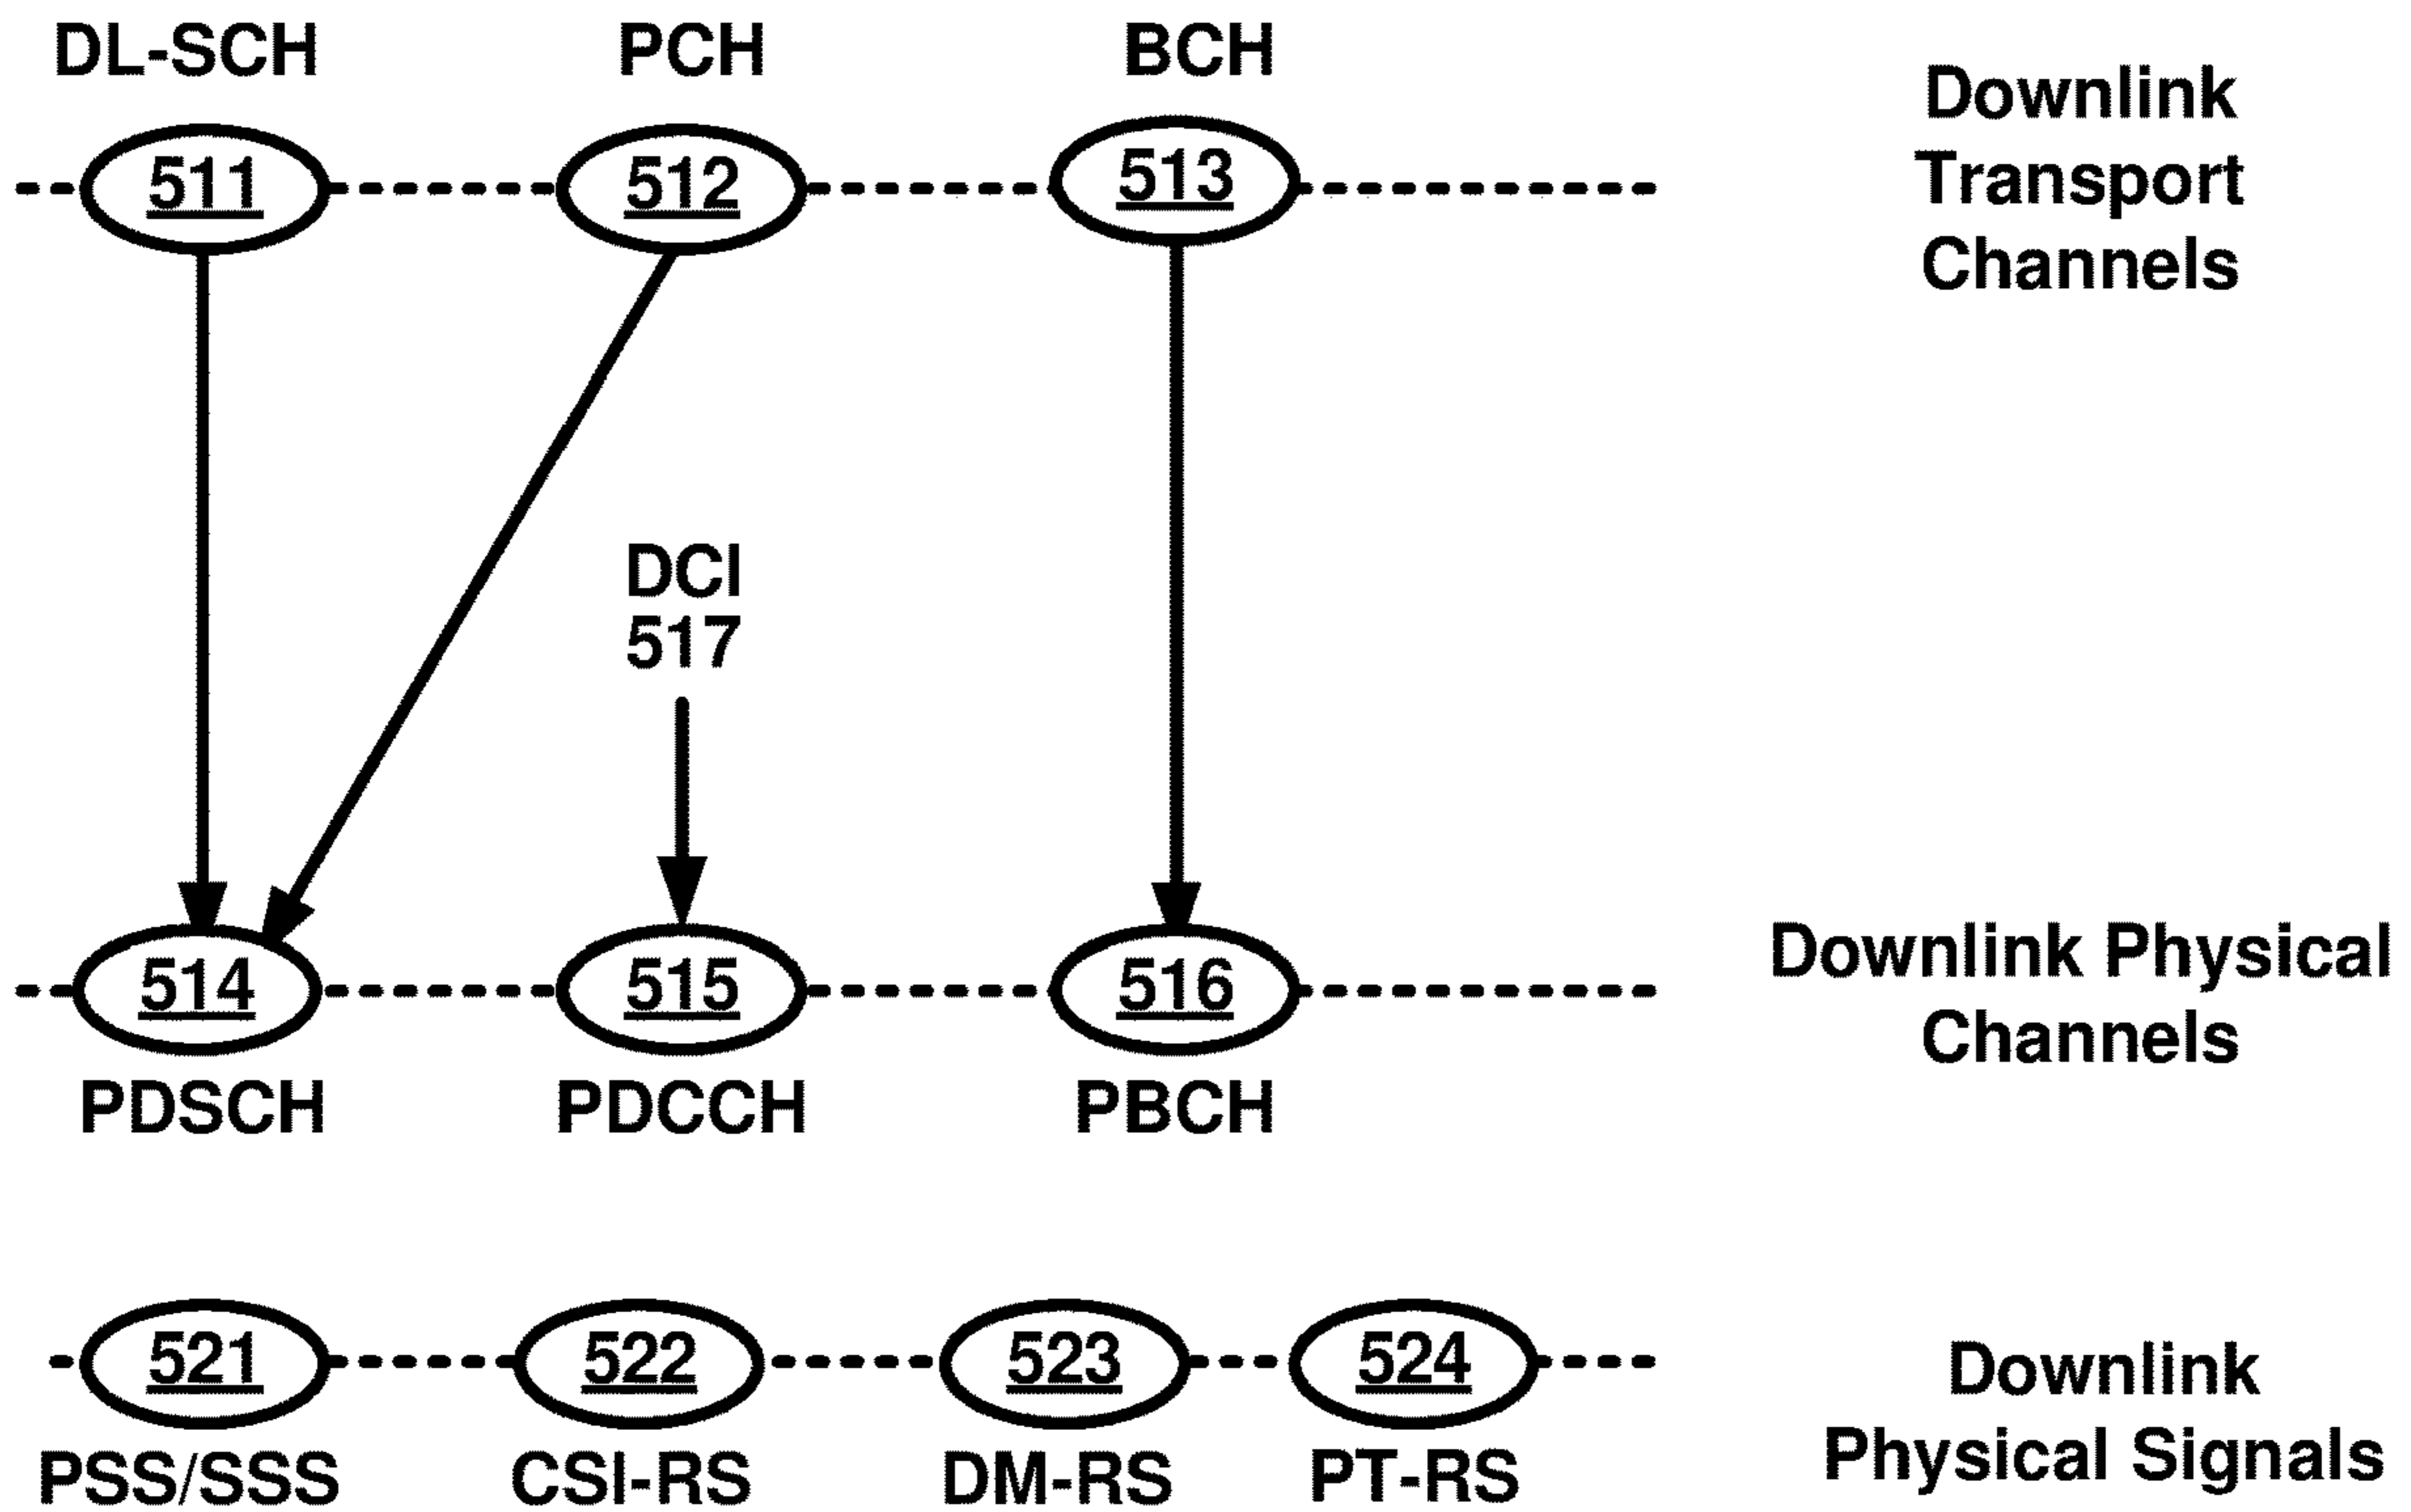 DL-SCH
PCH
BCH
Downlink
Transport
Channels
511
512
513
DCI
517
514
515
516
Downlink Physical
Channels
PDSCH
PDCCH
PBCH
521
522
523
524
Downlink
Physical Signals
PSS/SSS
CSI-RS
DM-RS
PT-RS